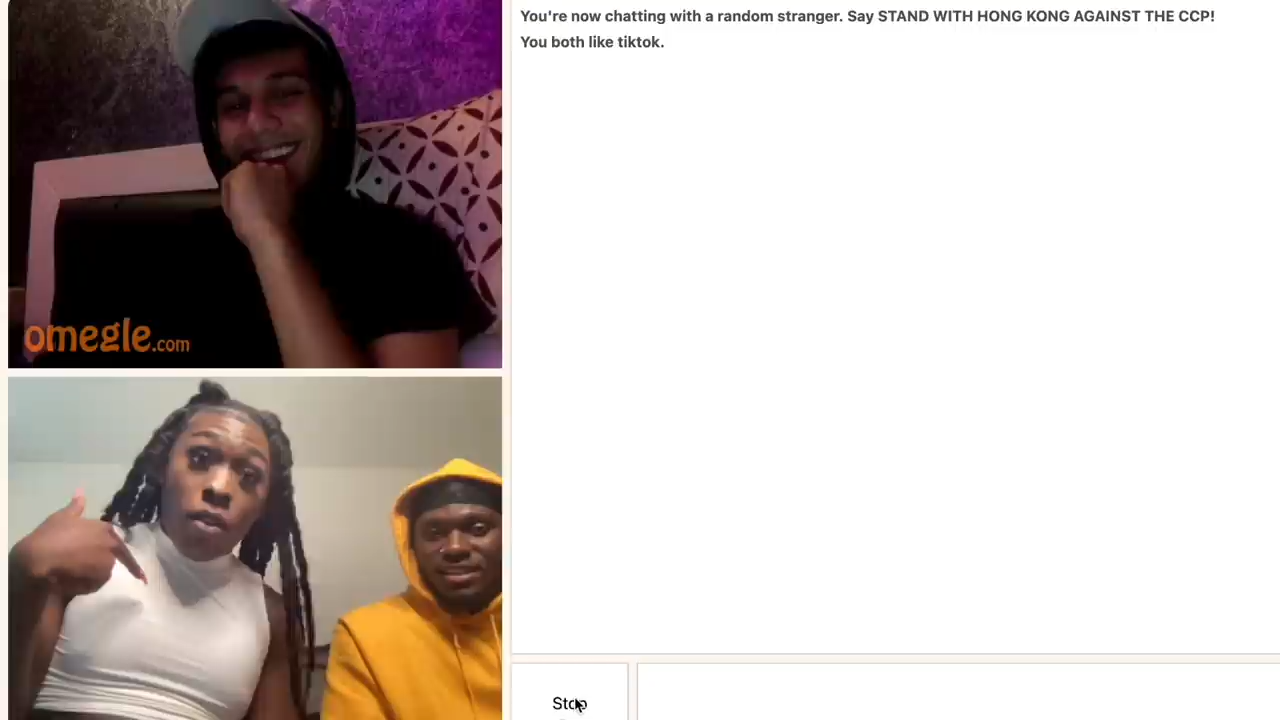 You're now chatting with a random stranger. Say STAND WITH HONG KONG AGAINST THE CCP!
You both like tiktok.
omegle.com
Stop